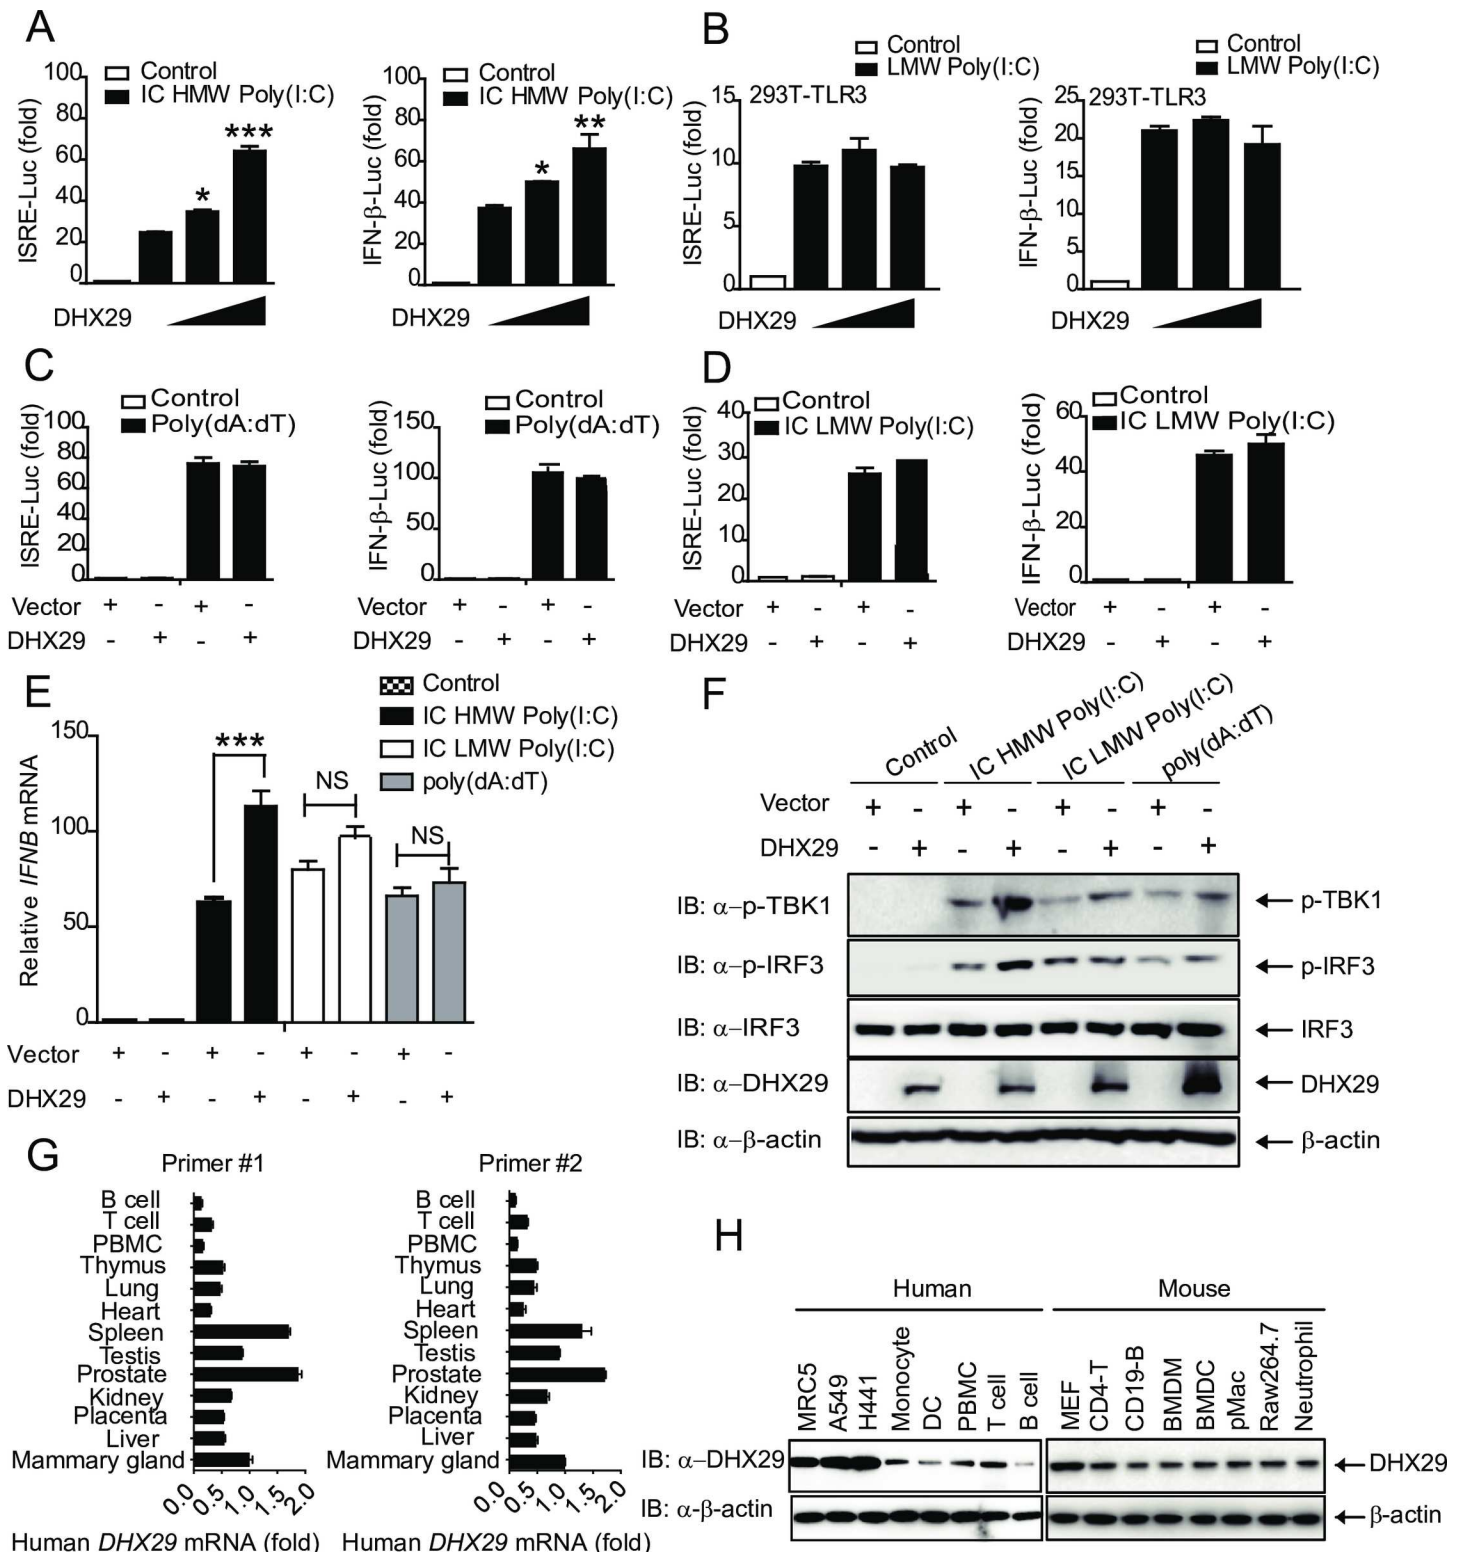 A
Control
IC HMW Poly(I:C)
ISRE-Luc (fold)
100
80
60
40
20
0
*
***
DHX29
Control
IC HMW Poly(I:C)
IFN-β-Luc (fold)
100
80
60
40
20
0
*
**
DHX29
B
Control
LMW Poly(I:C)
293T-TLR3
ISRE-Luc (fold)
15
10
5
0
DHX29
Control
LMW Poly(I:C)
293T-TLR3
IFN-β-Luc (fold)
25
20
15
10
5
0
DHX29
C
Control
Poly(dA:dT)
ISRE-Luc (fold)
100
80
60
40
20
0
Vector + - + -
DHX29 - + - +
Control
Poly(dA:dT)
IFN-β-Luc (fold)
150
100
50
0
Vector + - + -
DHX29 - + - +
D
Control
IC LMW Poly(I:C)
ISRE-Luc (fold)
40
30
20
10
0
Vector + - + -
DHX29 - + - +
Control
IC LMW Poly(I:C)
IFN-β-Luc (fold)
60
40
20
0
Vector + - + -
DHX29 - + - +
E
Control
IC HMW Poly(I:C)
IC LMW Poly(I:C)
poly(dA:dT)
Relative IFNB mRNA
150
100
50
0
***
NS
NS
Vector + - + - + - + -
DHX29 - + - + - + - +
F
Control
IC HMW Poly(I:C)
IC LMW Poly(I:C)
poly(dA:dT)
Vector + - + - + - + -
DHX29 - + - + - + - +
IB: α–p-TBK1 p-TBK1
IB: α–p-IRF3 p-IRF3
IB: α–IRF3 IRF3
IB: α–DHX29 DHX29
IB: α–β-actin β-actin
G
Primer #1
B cell
T cell
PBMC
Thymus
Lung
Heart
Spleen
Testis
Prostate
Kidney
Placenta
Liver
Mammary gland
0.0 0.5 1.0 1.5 2.0
Human DHX29 mRNA (fold)
Primer #2
B cell
T cell
PBMC
Thymus
Lung
Heart
Spleen
Testis
Prostate
Kidney
Placenta
Liver
Mammary gland
0.0 0.5 1.0 1.5 2.0
Human DHX29 mRNA (fold)
H
Human
Mouse
MRC5
A549
H441
Monocyte
DC
PBMC
T cell
B cell
MEF
CD4-T
CD19-B
BMDM
BMDC
pMac
Raw264.7
Neutrophil
IB: α–DHX29 DHX29
IB: α-β-actin β-actin